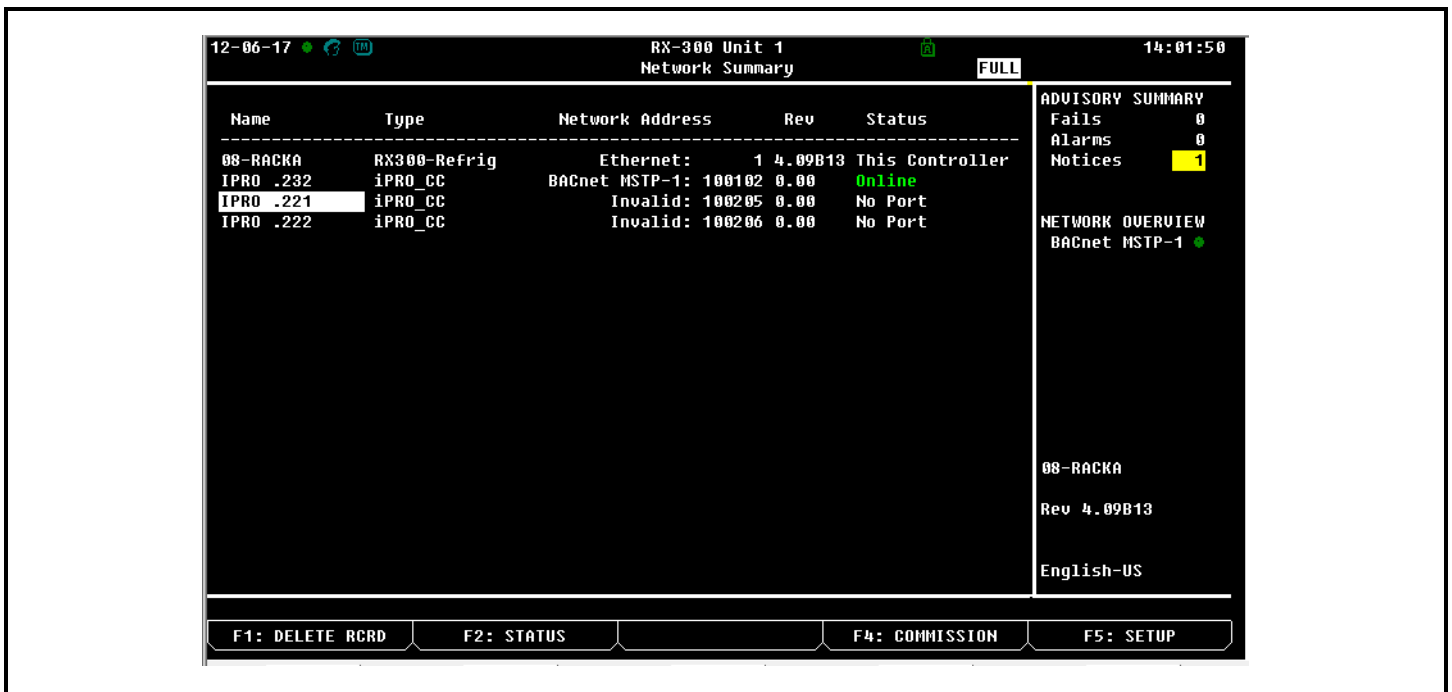 12-06-17 TM RX-300 Unit 1 A 14:01:50
Network Summary FULL
ADVISORY SUMMARY
Name Type Network Address Rev Status Fails 0
Alarms 0
08-RACKA RX300-Refrig Ethernet: 1 4.09B13 This Controller Notices 1
IPRO .232 iPRO_CC BACnet MSTP-1: 100102 0.00 Online
IPRO .221 iPRO_CC Invalid: 100205 0.00 No Port
IPRO .222 iPRO_CC Invalid: 100206 0.00 No Port NETWORK OVERVIEW
BACnet MSTP-1
08-RACKA
Rev 4.09B13
English-US
F1: DELETE RCRD F2: STATUS F4: COMMISSION F5: SETUP